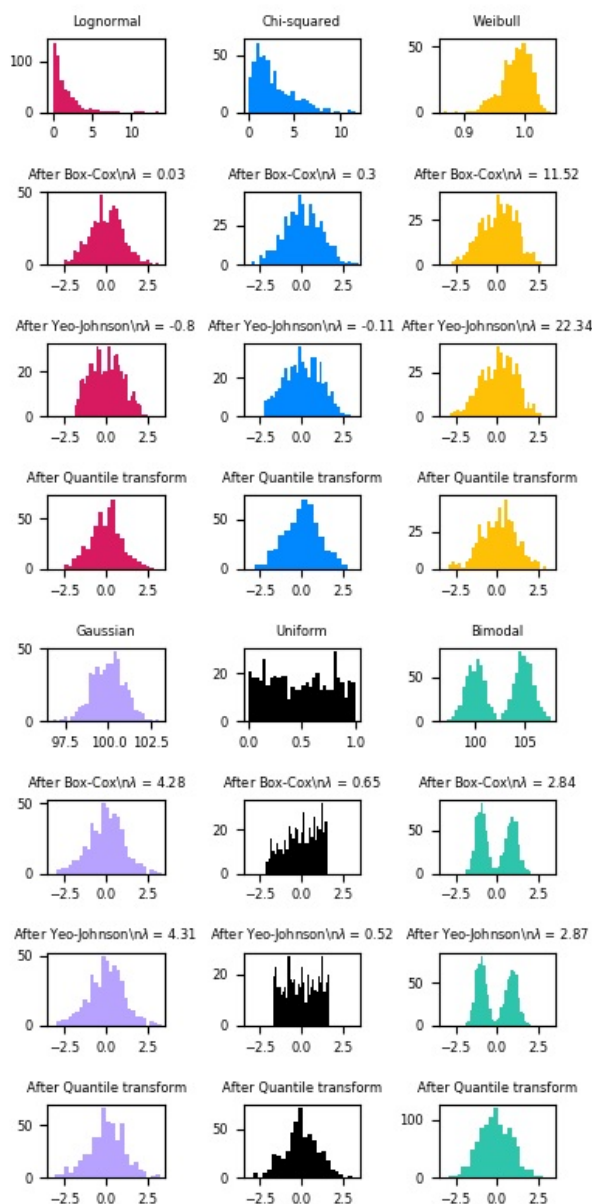 Lognormal Chi-squared Weibull
100 50 50
0 0 0
0 5 10 0 5 10 0.9 1.0
After Box-Cox\nλ = 0.03 After Box-Cox\nλ = 0.3 After Box-Cox\nλ = 11.52
50
25 25
0 0 0
−2.5 0.0 2.5 −2.5 0.0 2.5 −2.5 0.0 2.5
After Yeo-Johnson\nλ = -0.8 After Yeo-Johnson\nλ = -0.11 After Yeo-Johnson\nλ = 22.34
20 20 25
0 0 0
−2.5 0.0 2.5 −2.5 0.0 2.5 −2.5 0.0 2.5
After Quantile transform After Quantile transform After Quantile transform
50 50 25
0 0 0
−2.5 0.0 2.5 −2.5 0.0 2.5 −2.5 0.0 2.5
Gaussian Uniform Bimodal
50 20 50
0 0 0
97.5 100.0 102.5 0.0 0.5 1.0 100 105
After Box-Cox\nλ = 4.28 After Box-Cox\nλ = 0.65 After Box-Cox\nλ = 2.84
50 20 50
0 0 0
−2.5 0.0 2.5 −2.5 0.0 2.5 −2.5 0.0 2.5
After Yeo-Johnson\nλ = 4.31 After Yeo-Johnson\nλ = 0.52 After Yeo-Johnson\nλ = 2.87
50 20 50
0 0 0
−2.5 0.0 2.5 −2.5 0.0 2.5 −2.5 0.0 2.5
After Quantile transform After Quantile transform After Quantile transform
50 50 100
0 0 0
−2.5 0.0 2.5 −2.5 0.0 2.5 −2.5 0.0 2.5